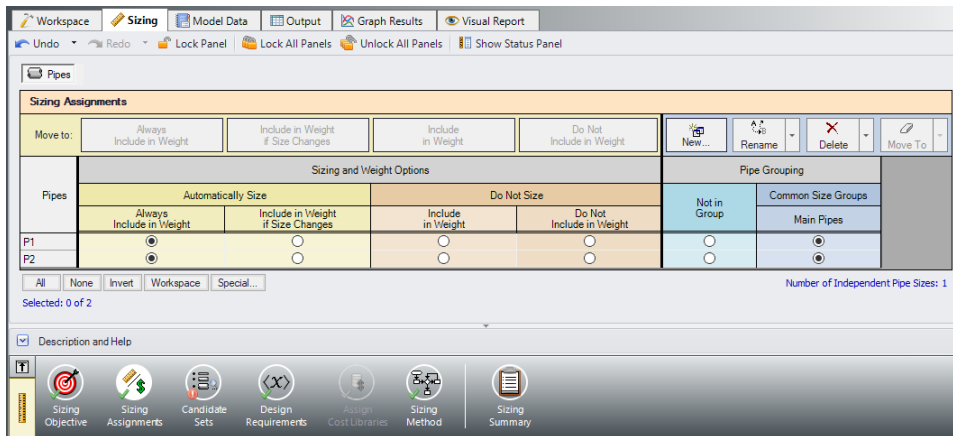 Workspace Sizing Model Data Output Graph Results Visual Report
Undo Redo Lock Panel Lock All Panels Unlock All Panels Show Status Panel
Pipes
Sizing Assignments
Move to:
Always
Include in Weight
Include in Weight
if Size Changes
Include
in Weight
Do Not
Include in Weight
New...
Rename
Delete
Move To
Pipes
Sizing and Weight Options
Pipe Grouping
Automatically Size
Do Not Size
Not in
Group
Common Size Groups
Always
Include in Weight
Include in Weight
if Size Changes
Include
in Weight
Do Not
Include in Weight
Main Pipes
P1
P2
All None Invert Workspace Special...
Number of Independent Pipe Sizes: 1
Selected: 0 of 2
Description and Help
Sizing
Objective
Sizing
Assignments
Candidate
Sets
Design
Requirements
Assign
Cost Libraries
Sizing
Method
Sizing
Summary